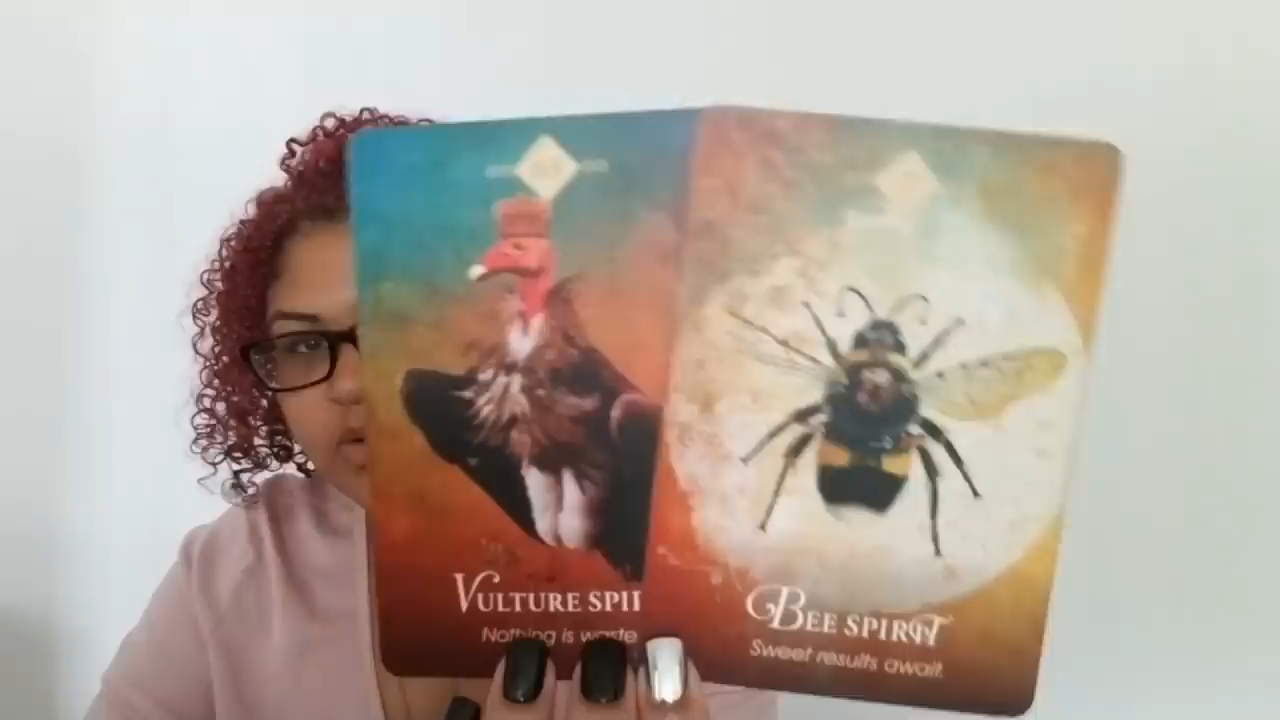 VULTURE SPI
Nothing is waste
BEE SPIRIT
Sweet results await.